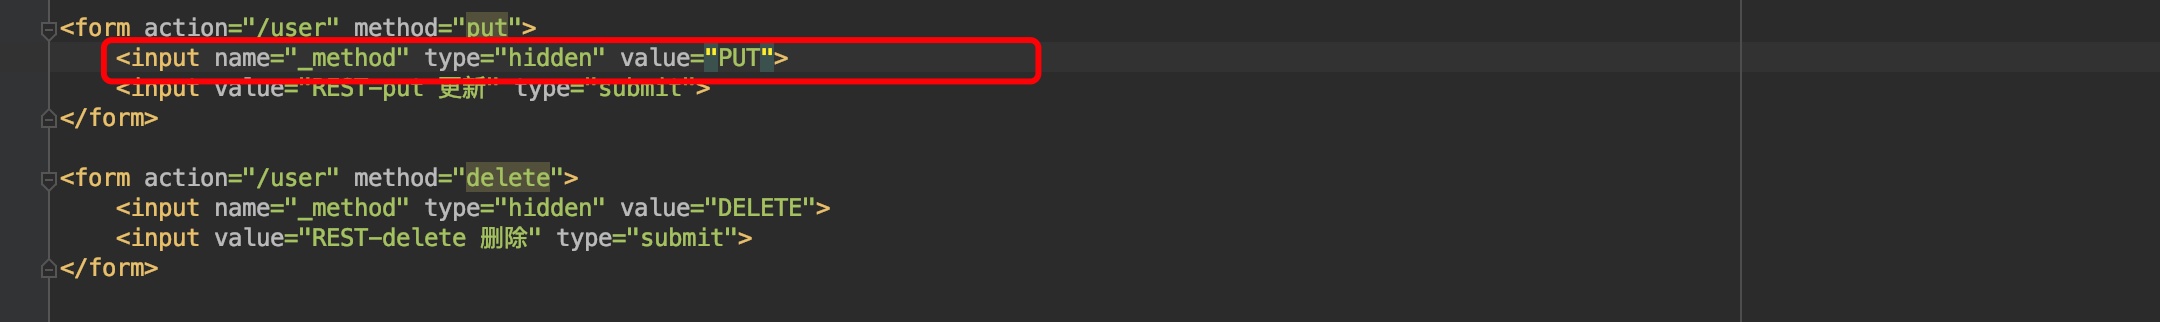 <form action="/user" method="put">
    <input name="_method" type="hidden" value="PUT">
    <input value="REST-put 更新" type="submit">
</form>

<form action="/user" method="delete">
    <input name="_method" type="hidden" value="DELETE">
    <input value="REST-delete 删除" type="submit">
</form>